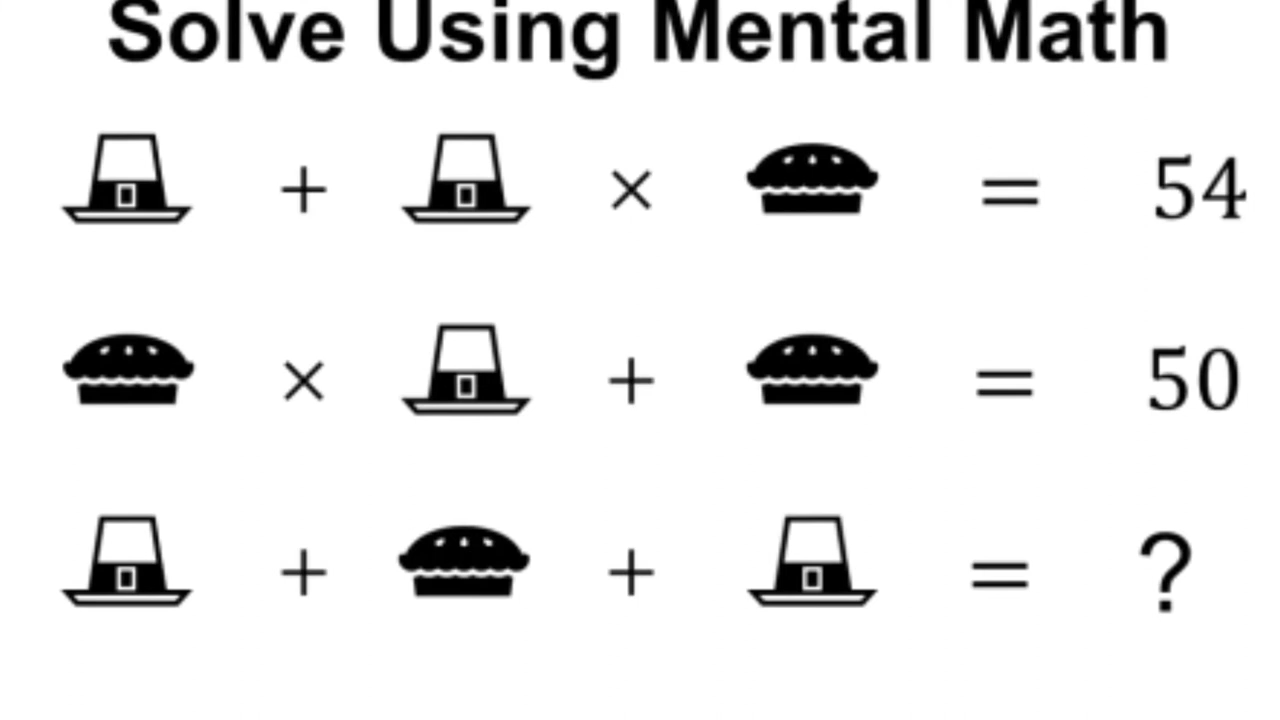 Solve Using Mental Math
+ × = 54
× + = 50
+ + = ?